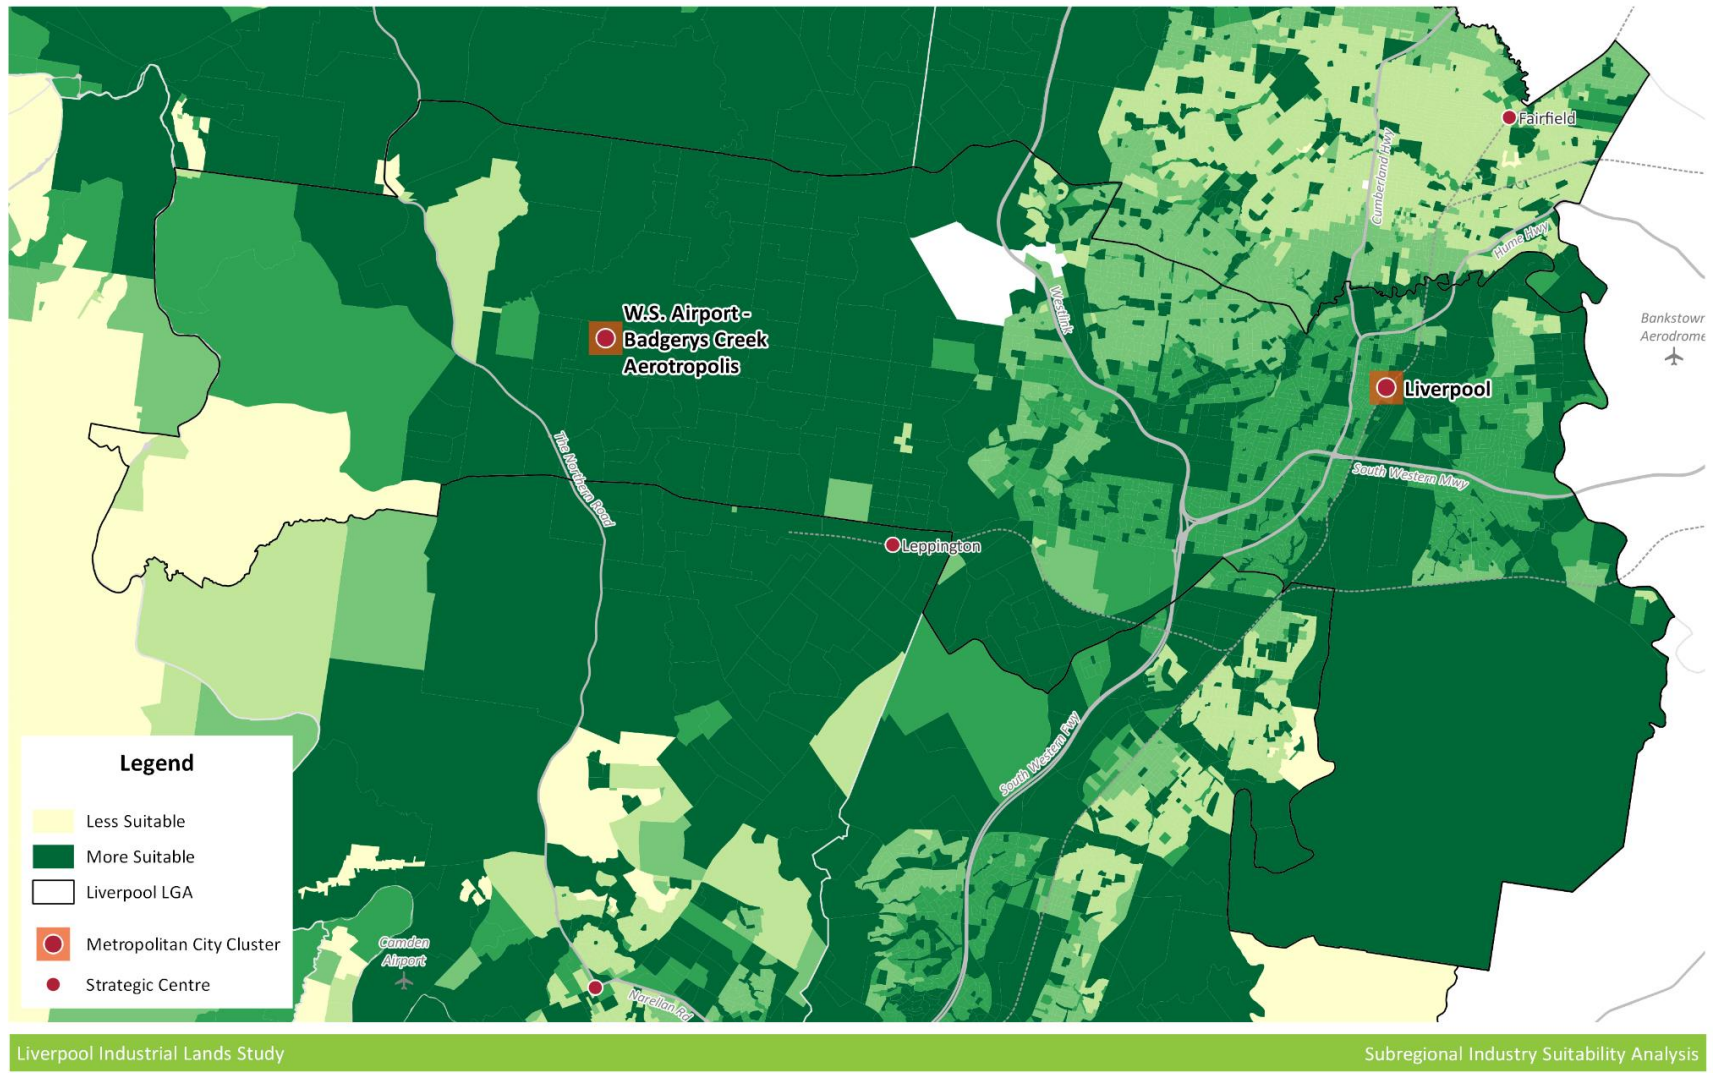 Fairfield
Cumberland Hwy
Hume Hwy
Westlink
W.S. Airport -
Badgerys Creek
Aerotropolis
Bankstown
Aerodrome
Liverpool
The Northern Road
South Western Mwy
Leppington
South Western Fwy
Legend
Less Suitable
More Suitable
Liverpool LGA
Metropolitan City Cluster
Strategic Centre
Camden
Airport
Narellan Rd
Liverpool Industrial Lands Study
Subregional Industry Suitability Analysis